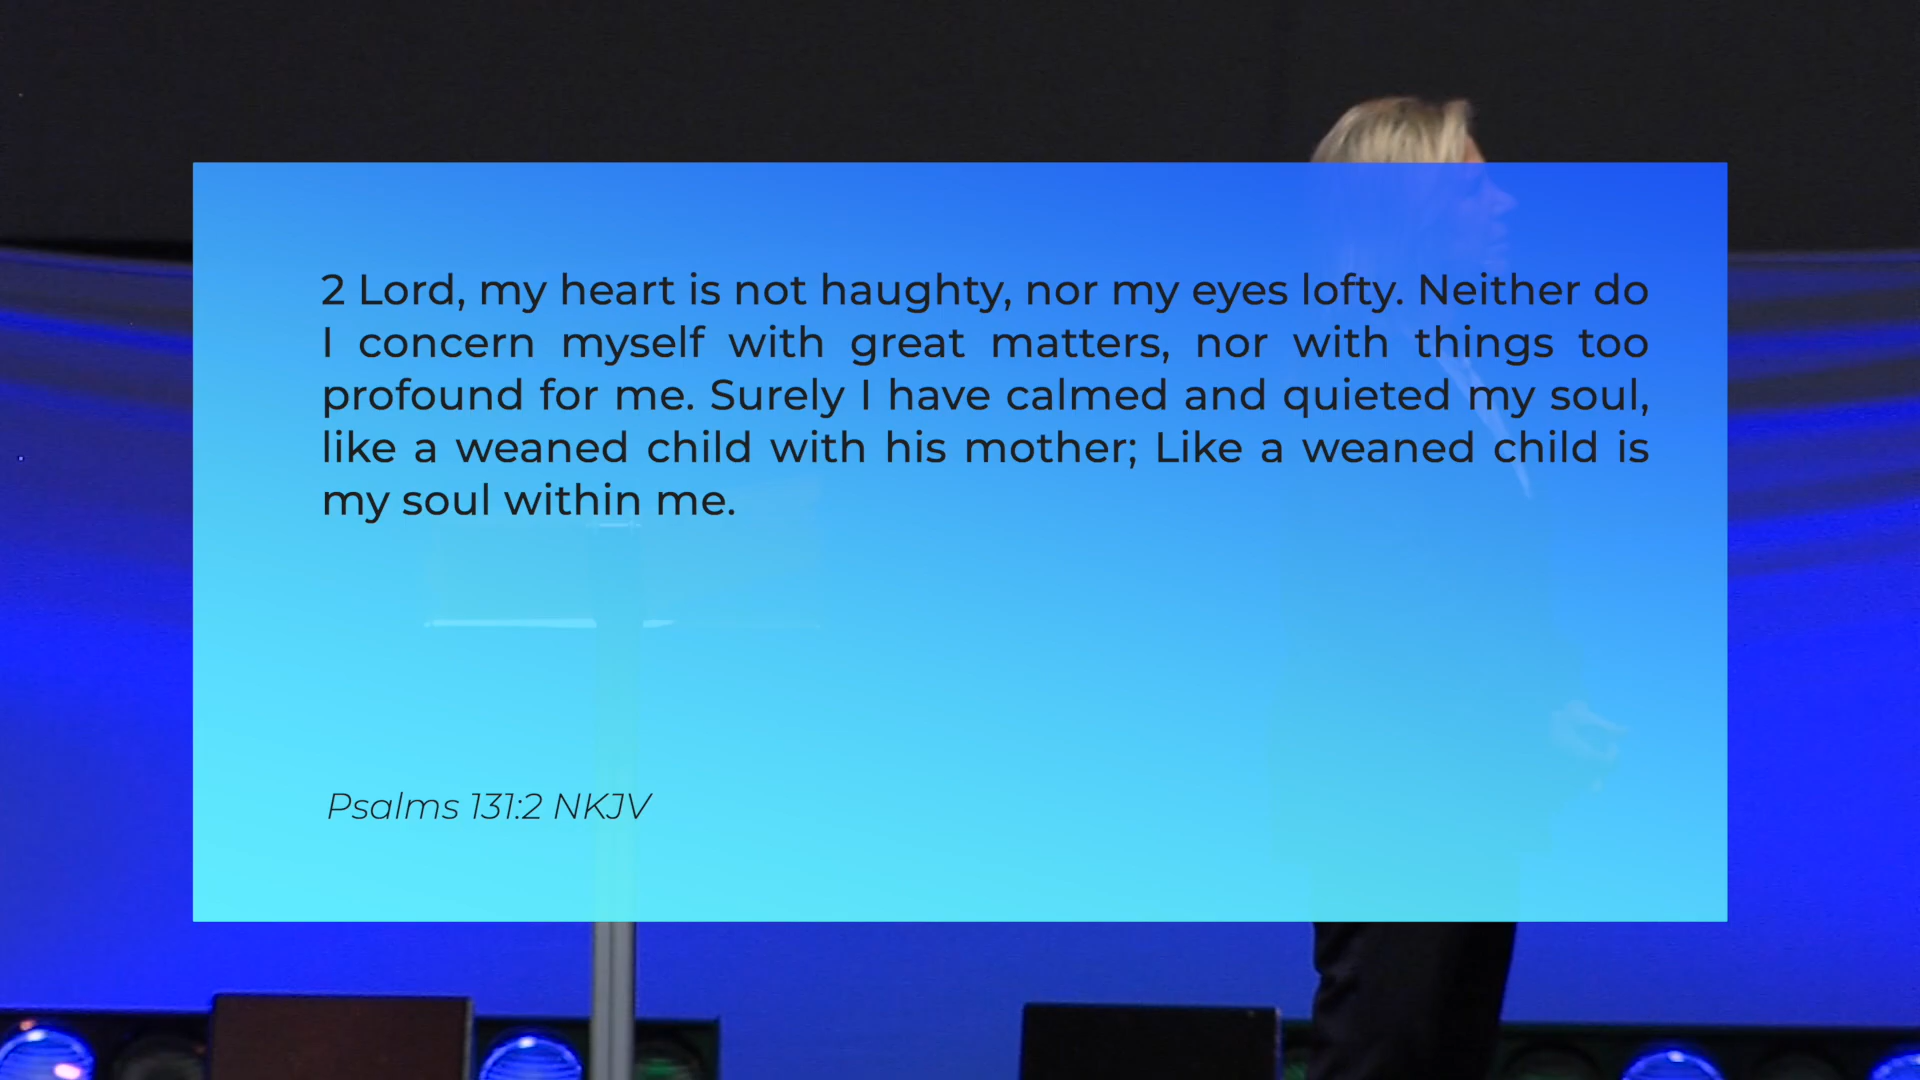 2 Lord, my heart is not haughty, nor my eyes lofty. Neither do
I concern myself with great matters, nor with things too
profound for me. Surely I have calmed and quieted my soul,
like a weaned child with his mother; Like a weaned child is
my soul within me.
Psalms 131:2 NKJV